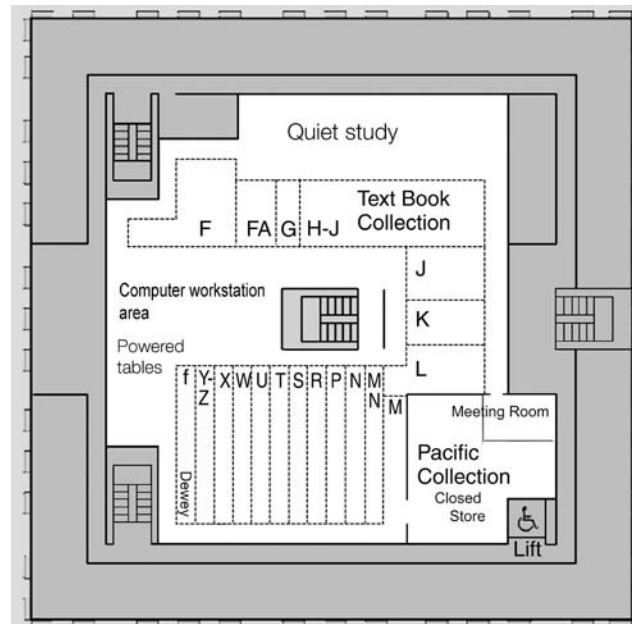 Quiet study
Text Book
Collection
F
FA
G
H-J
J
Computer workstation
area
K
Powered
tables
L
f
Y-
Z
X
W
U
T
S
R
P
N
M
N
M
Meeting Room
Pacific
Collection
Dewey
Closed
Store
Lift